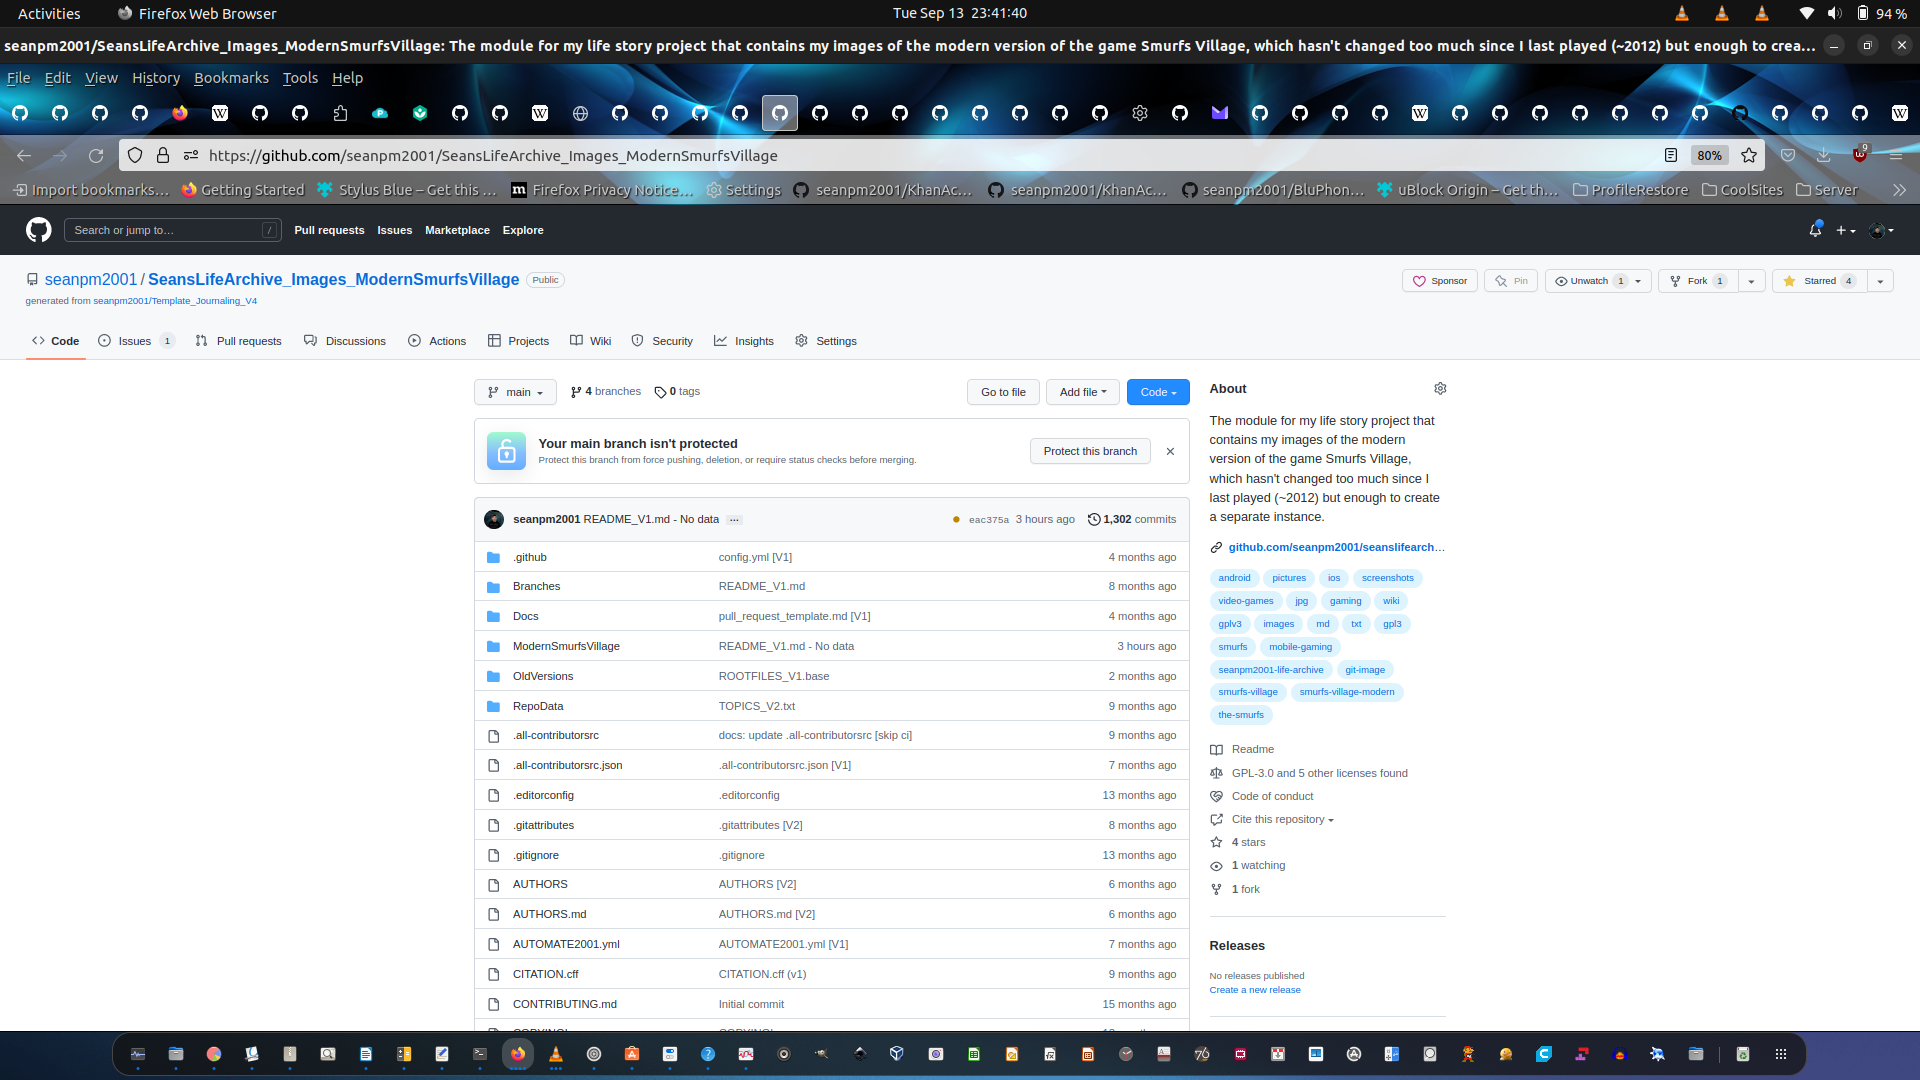 Activities
Firefox Web Browser
Tue Sep 13 23:41:40
94 %
seanpm2001/SeansLifeArchive_Images_ModernSmurfsVillage: The module for my life story project that contains my images of the modern version of the game Smurfs Village, which hasn't changed too much since I last played (~2012) but enough to crea…
File Edit View History Bookmarks Tools Help
https://github.com/seanpm2001/SeansLifeArchive_Images_ModernSmurfsVillage
80%
9
Import bookmarks… Getting Started Stylus Blue – Get this … Firefox Privacy Notice… Settings seanpm2001/KhanAc… seanpm2001/KhanAc… seanpm2001/BluPhon… uBlock Origin – Get th… ProfileRestore CoolSites Server
Search or jump to… /
Pull requests Issues Marketplace Explore
seanpm2001 / SeansLifeArchive_Images_ModernSmurfsVillage Public
generated from seanpm2001/Template_Journaling_V4
Sponsor Pin Unwatch 1 Fork 1 Starred 4
Code Issues 1 Pull requests Discussions Actions Projects Wiki Security Insights Settings
main 4 branches 0 tags
Go to file Add file Code
Your main branch isn't protected
Protect this branch from force pushing, deletion, or require status checks before merging.
Protect this branch
seanpm2001 README_V1.md - No data … eac375a 3 hours ago 1,302 commits
.github config.yml [V1] 4 months ago
Branches README_V1.md 8 months ago
Docs pull_request_template.md [V1] 4 months ago
ModernSmurfsVillage README_V1.md - No data 3 hours ago
OldVersions ROOTFILES_V1.base 2 months ago
RepoData TOPICS_V2.txt 9 months ago
.all-contributorsrc docs: update .all-contributorsrc [skip ci] 9 months ago
.all-contributorsrc.json .all-contributorsrc.json [V1] 7 months ago
.editorconfig .editorconfig 13 months ago
.gitattributes .gitattributes [V2] 8 months ago
.gitignore .gitignore 13 months ago
AUTHORS AUTHORS [V2] 6 months ago
AUTHORS.md AUTHORS.md [V2] 6 months ago
AUTOMATE2001.yml AUTOMATE2001.yml [V1] 7 months ago
CITATION.cff CITATION.cff (v1) 9 months ago
CONTRIBUTING.md Initial commit 15 months ago
About
The module for my life story project that
contains my images of the modern
version of the game Smurfs Village,
which hasn't changed too much since I
last played (~2012) but enough to create
a separate instance.
github.com/seanpm2001/seanslifearch…
android pictures ios screenshots
video-games jpg gaming wiki
gplv3 images md txt gpl3
smurfs mobile-gaming
seanpm2001-life-archive git-image
smurfs-village smurfs-village-modern
the-smurfs
Readme
GPL-3.0 and 5 other licenses found
Code of conduct
Cite this repository
4 stars
1 watching
1 fork
Releases
No releases published
Create a new release